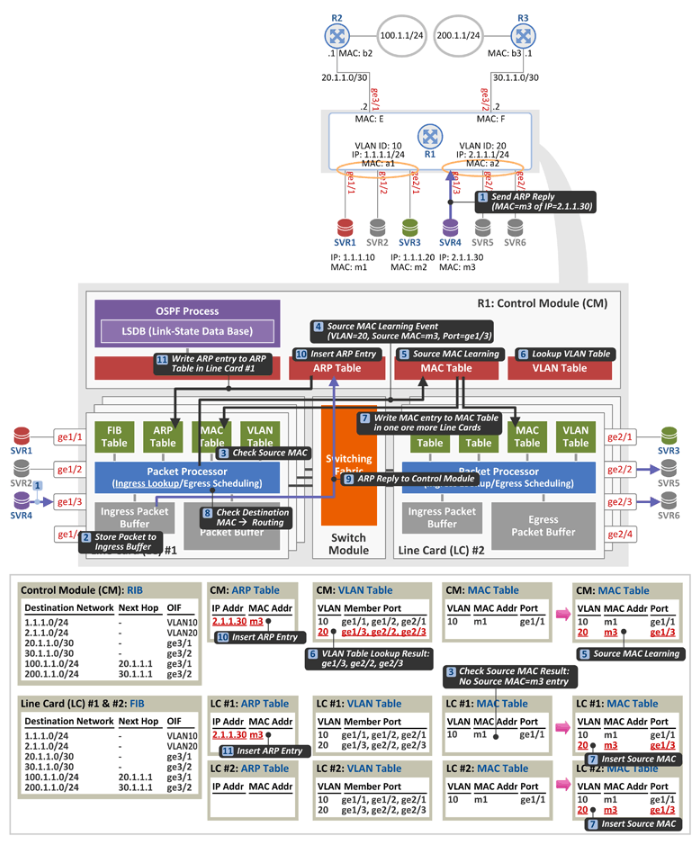 R2
R3
100.1.1/24
200.1.1/24
.1 MAC: b2
MAC: b3 .1
20.1.1.0/30
30.1.1.0/30
ge3/1
ge3/2
.2
.2
MAC: E
MAC: F
VLAN ID: 10
IP: 1.1.1.1/24
MAC: a1
R1
VLAN ID: 20
IP: 2.1.1.1/24
MAC: a2
ge1/1
ge1/2
ge2/1
ge1/3
ge2/
ge2/
1 Send ARP Reply
(MAC=m3 of IP=2.1.1.30)
SVR1
SVR2
SVR3
SVR4
SVR5
SVR6
IP: 1.1.1.10
MAC: m1
IP: 1.1.1.20
MAC: m2
IP: 2.1.1.30
MAC: m3
R1: Control Module (CM)
OSPF Process
LSDB (Link-State Data Base)
4 Source MAC Learning Event
(VLAN=20, Source MAC=m3, Port=ge1/3)
11 Write ARP entry to ARP
Table in Line Card #1
10 Insert ARP Entry
5 Source MAC Learning
6 Lookup VLAN Table
ARP Table
MAC Table
VLAN Table
7 Write MAC entry to MAC Table
in one ore more Line Cards
SVR1
ge1/1
SVR2
ge1/2
SVR4
1
ge1/3
ge1/
FIB
Table
ARP
Table
MAC
Table
VLAN
Table
3 Check Source MAC
Packet Processor
(Ingress Lookup/Egress Scheduling)
Ingress Packet
Buffer
Packet Buffer
8 Check Destination
MAC → Routing
2 Store Packet to
Ingress Buffer
Line Card (LC) #1
Switching
Fabric
9 ARP Reply to Control Module
Switch
Module
Table
Table
MAC
Table
VLAN
Table
Packet Processor
/Egress Scheduling)
Ingress Packet
Buffer
Egress
Packet Buffer
Line Card (LC) #2
ge2/1
SVR3
ge2/2
SVR5
ge2/3
SVR6
ge2/4
Control Module (CM): RIB
Destination Network Next Hop OIF
1.1.1.0/24 - VLAN10
2.1.1.0/24 - VLAN20
20.1.1.0/30 - ge3/1
30.1.1.0/30 - ge3/2
100.1.1.0/24 20.1.1.1 ge3/1
200.1.1.0/24 30.1.1.1 ge3/2
CM: ARP Table
IP Addr MAC Addr
2.1.1.30 m3
10 Insert ARP Entry
CM: VLAN Table
VLAN Member Port
10 ge1/1, ge1/2, ge2/1
20 ge1/3, ge2/2, ge2/3
6 VLAN Table Lookup Result:
ge1/3, ge2/2, ge2/3
CM: MAC Table
VLAN MAC Addr Port
10 m1 ge1/1
CM: MAC Table
VLAN MAC Addr Port
10 m1 ge1/1
20 m3 ge1/3
5 Source MAC Learning
3 Check Source MAC Result:
No Source MAC=m3 entry
Line Card (LC) #1 & #2: FIB
Destination Network Next Hop OIF
1.1.1.0/24 - VLAN10
2.1.1.0/24 - VLAN20
20.1.1.0/30 - ge3/1
30.1.1.0/30 - ge3/2
100.1.1.0/24 20.1.1.1 ge3/1
200.1.1.0/24 30.1.1.1 ge3/2
LC #1: ARP Table
IP Addr MAC Addr
2.1.1.30 m3
11 Insert ARP Entry
LC #1: VLAN Table
VLAN Member Port
10 ge1/1, ge1/2, ge2/1
20 ge1/3, ge2/2, ge2/3
LC #1: MAC Table
VLAN MAC Addr Port
10 m1 ge1/1
LC #1: MAC Table
VLAN MAC Addr Port
10 m1 ge1/1
20 m3 ge1/3
7 Insert Source MAC
LC #2: ARP Table
IP Addr MAC Addr
LC #2: VLAN Table
VLAN Member Port
10 ge1/1, ge1/2, ge2/1
20 ge1/3, ge2/2, ge2/3
LC #2: MAC Table
VLAN MAC Addr Port
10 m1 ge1/1
LC #2: MAC Table
VLAN MAC Addr Port
10 m1 ge1/1
20 m3 ge1/3
7 Insert Source MAC